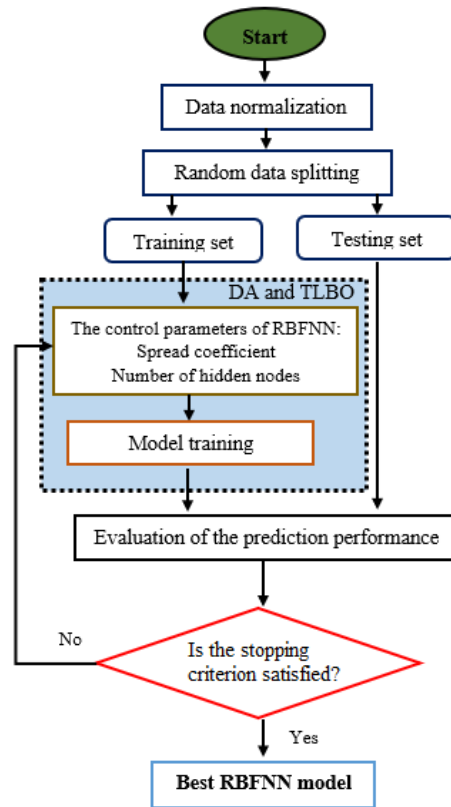 Start
Data normalization
Random data splitting
Training set
Testing set
DA and TLBO
The control parameters of RBFNN:
Spread coefficient
Number of hidden nodes
Model training
Evaluation of the prediction performance
No
Is the stopping
criterion satisfied?
Yes
Best RBFNN model